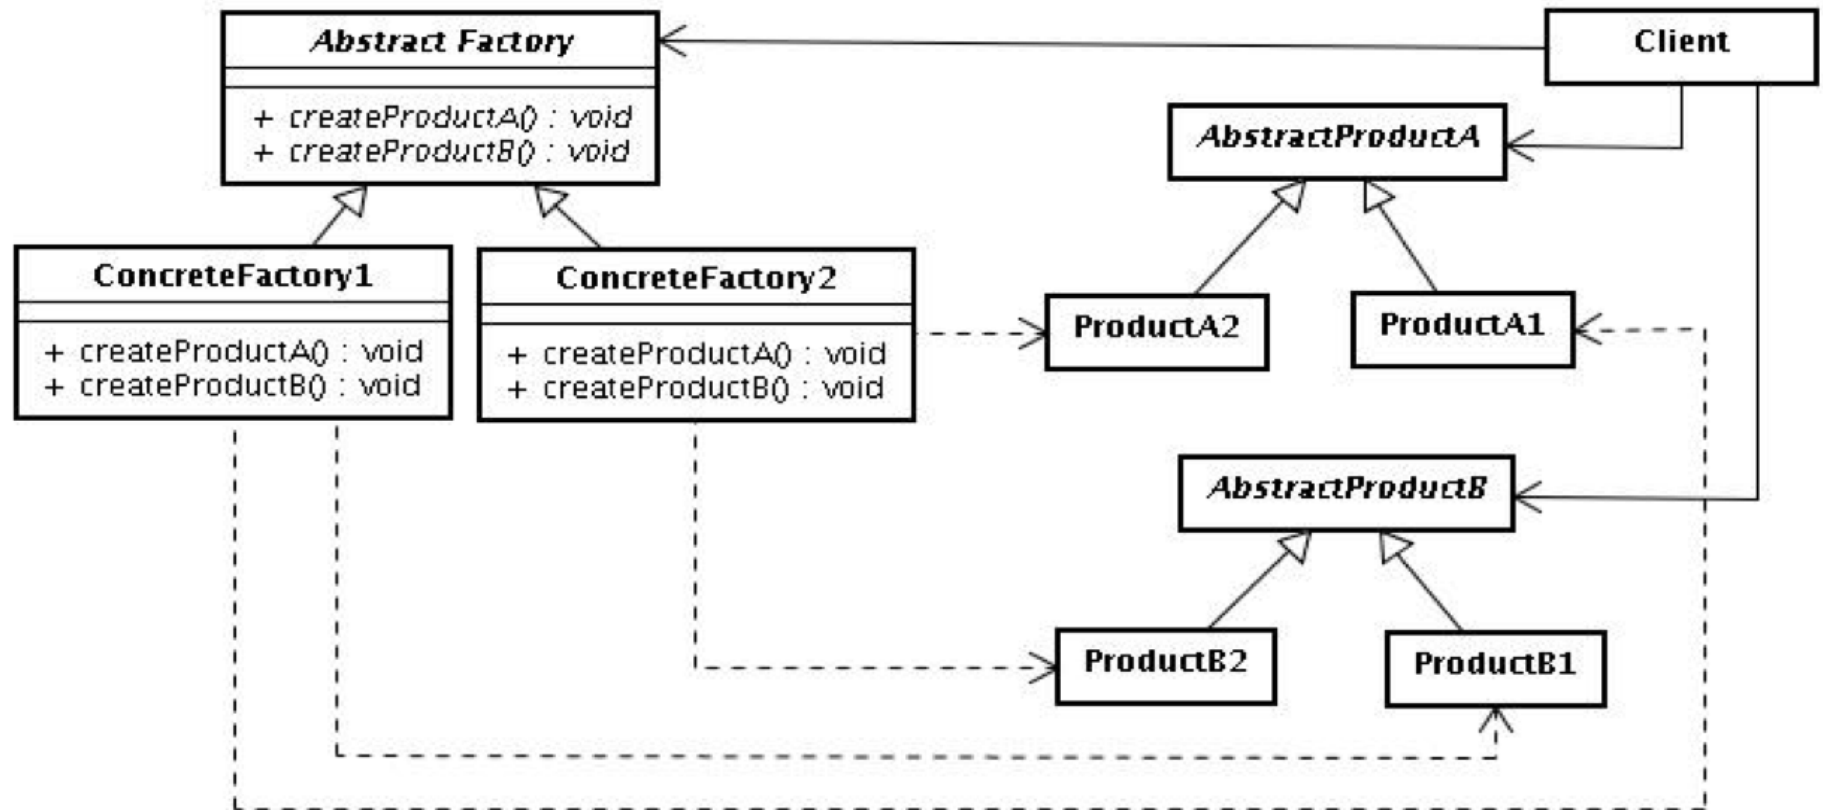 Abstract Factory
+ createProductA() : void
+ createProductB() : void
Client
AbstractProductA
ConcreteFactory1
+ createProductA() : void
+ createProductB() : void
ConcreteFactory2
+ createProductA() : void
+ createProductB() : void
ProductA2
ProductA1
AbstractProductB
ProductB2
ProductB1